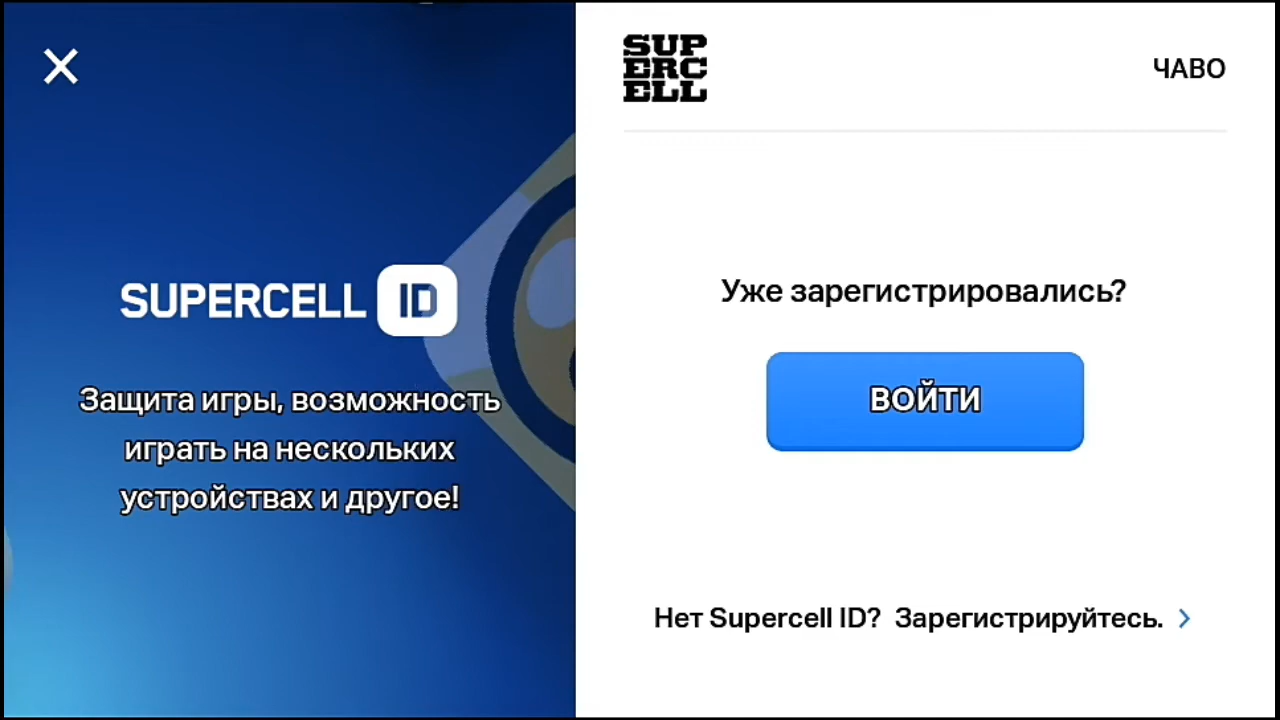 SUPERCELL ID
Защита игры, возможность
играть на нескольких
устройствах и другое!
SUP
ERC
ELL
ЧАВО
Уже зарегистрировались?
ВОЙТИ
Нет Supercell ID? Зарегистрируйтесь.